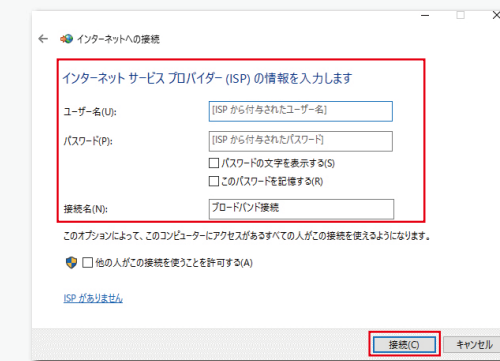 インターネットへの接続
インターネット サービス プロバイダー (ISP) の情報を入力します
ユーザー名(U):
[ISP から付与されたユーザー名]
パスワード(P):
[ISP から付与されたパスワード]
パスワードの文字を表示する(S)
このパスワードを記憶する(R)
接続名(N):
ブロードバンド接続
このオプションによって、このコンピューターにアクセスがあるすべての人がこの接続を使えるようになります。
他の人がこの接続を使うことを許可する(A)
ISP がありません
接続(C)
キャンセル